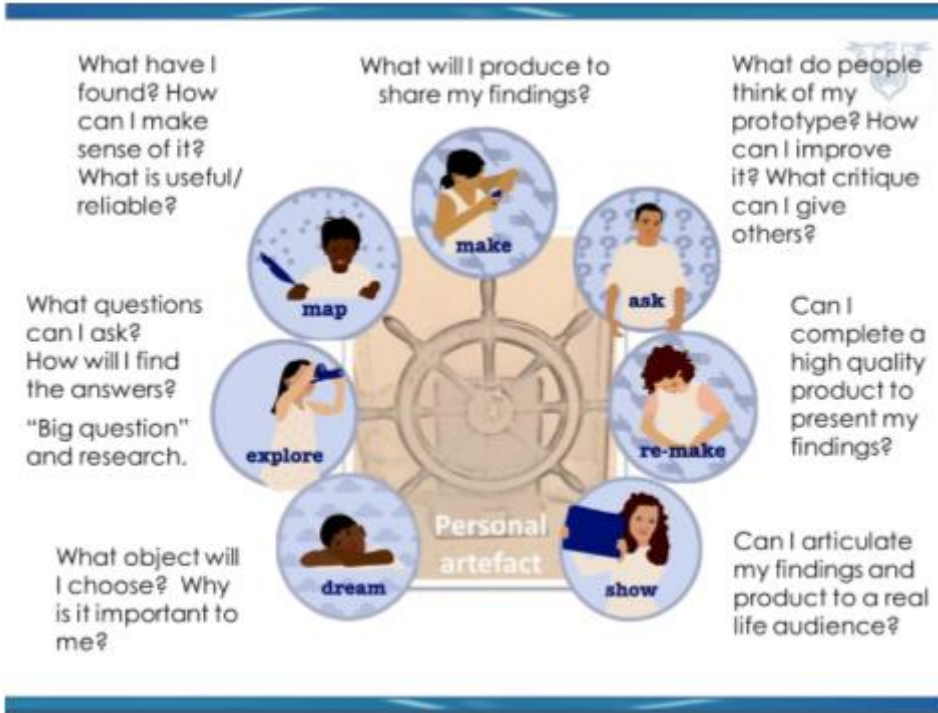 What have I
found? How
can I make
sense of it?
What is useful/
reliable?
What will I produce to
share my findings?
What do people
think of my
prototype? How
can I improve
it? What critique
can I give
others?
make
map
ask
What questions
can I ask?
How will I find
the answers?
"Big question"
and research.
Can I
complete a
high quality
product to
present my
findings?
explore
re-make
Personal
artefact
dream
show
What object will
I choose?  Why
is it important to
me?
Can I articulate
my findings and
product to a real
life audience?